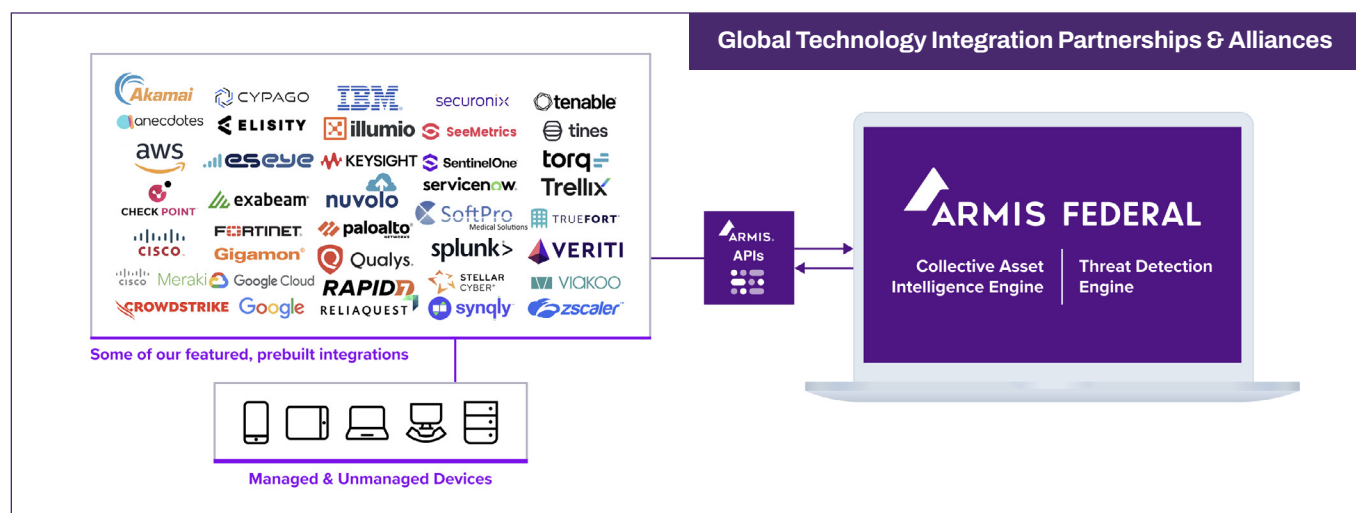 Global Technology Integration Partnerships & Alliances
Akamai
CYPAGO
IBM
securonix
tenable
anecdotes
ELISITY
illumio
SeeMetrics
tines
aws
eseye
KEYSIGHT
SentinelOne
torq
CHECK POINT
exabeam
nuvolo
servicenow
Trellix
SoftPro
Medical Solutions
TRUEFORT
CISCO
FORTINET
paloalto
NETWORKS
Gigamon
Qualys
splunk>
VERITI
CISCO Meraki
Google Cloud
RAPID7
STELLAR
CYBER
VIAKOO
CROWDSTRIKE
Google
RELIAQUEST
synqly
zscaler
Some of our featured, prebuilt integrations
Managed & Unmanaged Devices
ARMIS.
APIs
ARMIS FEDERAL
Collective Asset
Intelligence Engine
Threat Detection
Engine